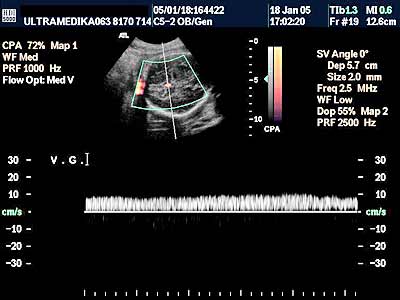 ULTRAMEDIKA063 8170 714
05/01/18:164422
C5-2 OB/Gen
18 Jan 05
17:02:20
TIb1.3 MI 0.6
Fr #19 12.6cm
CPA 72% Map 1
WF Med
PRF 1000 Hz
Flow Opt: Med V
ATL
0
5
10
CPA
SV Angle 0°
Dep 5.7 cm
Size 2.0 mm
Freq 2.5 MHz
WF Low
Dop 55% Map 2
PRF 2500 Hz
V.G.
30 30
20 20
10 10
cm/s cm/s
-10 -10
-20 -20
-30 -30